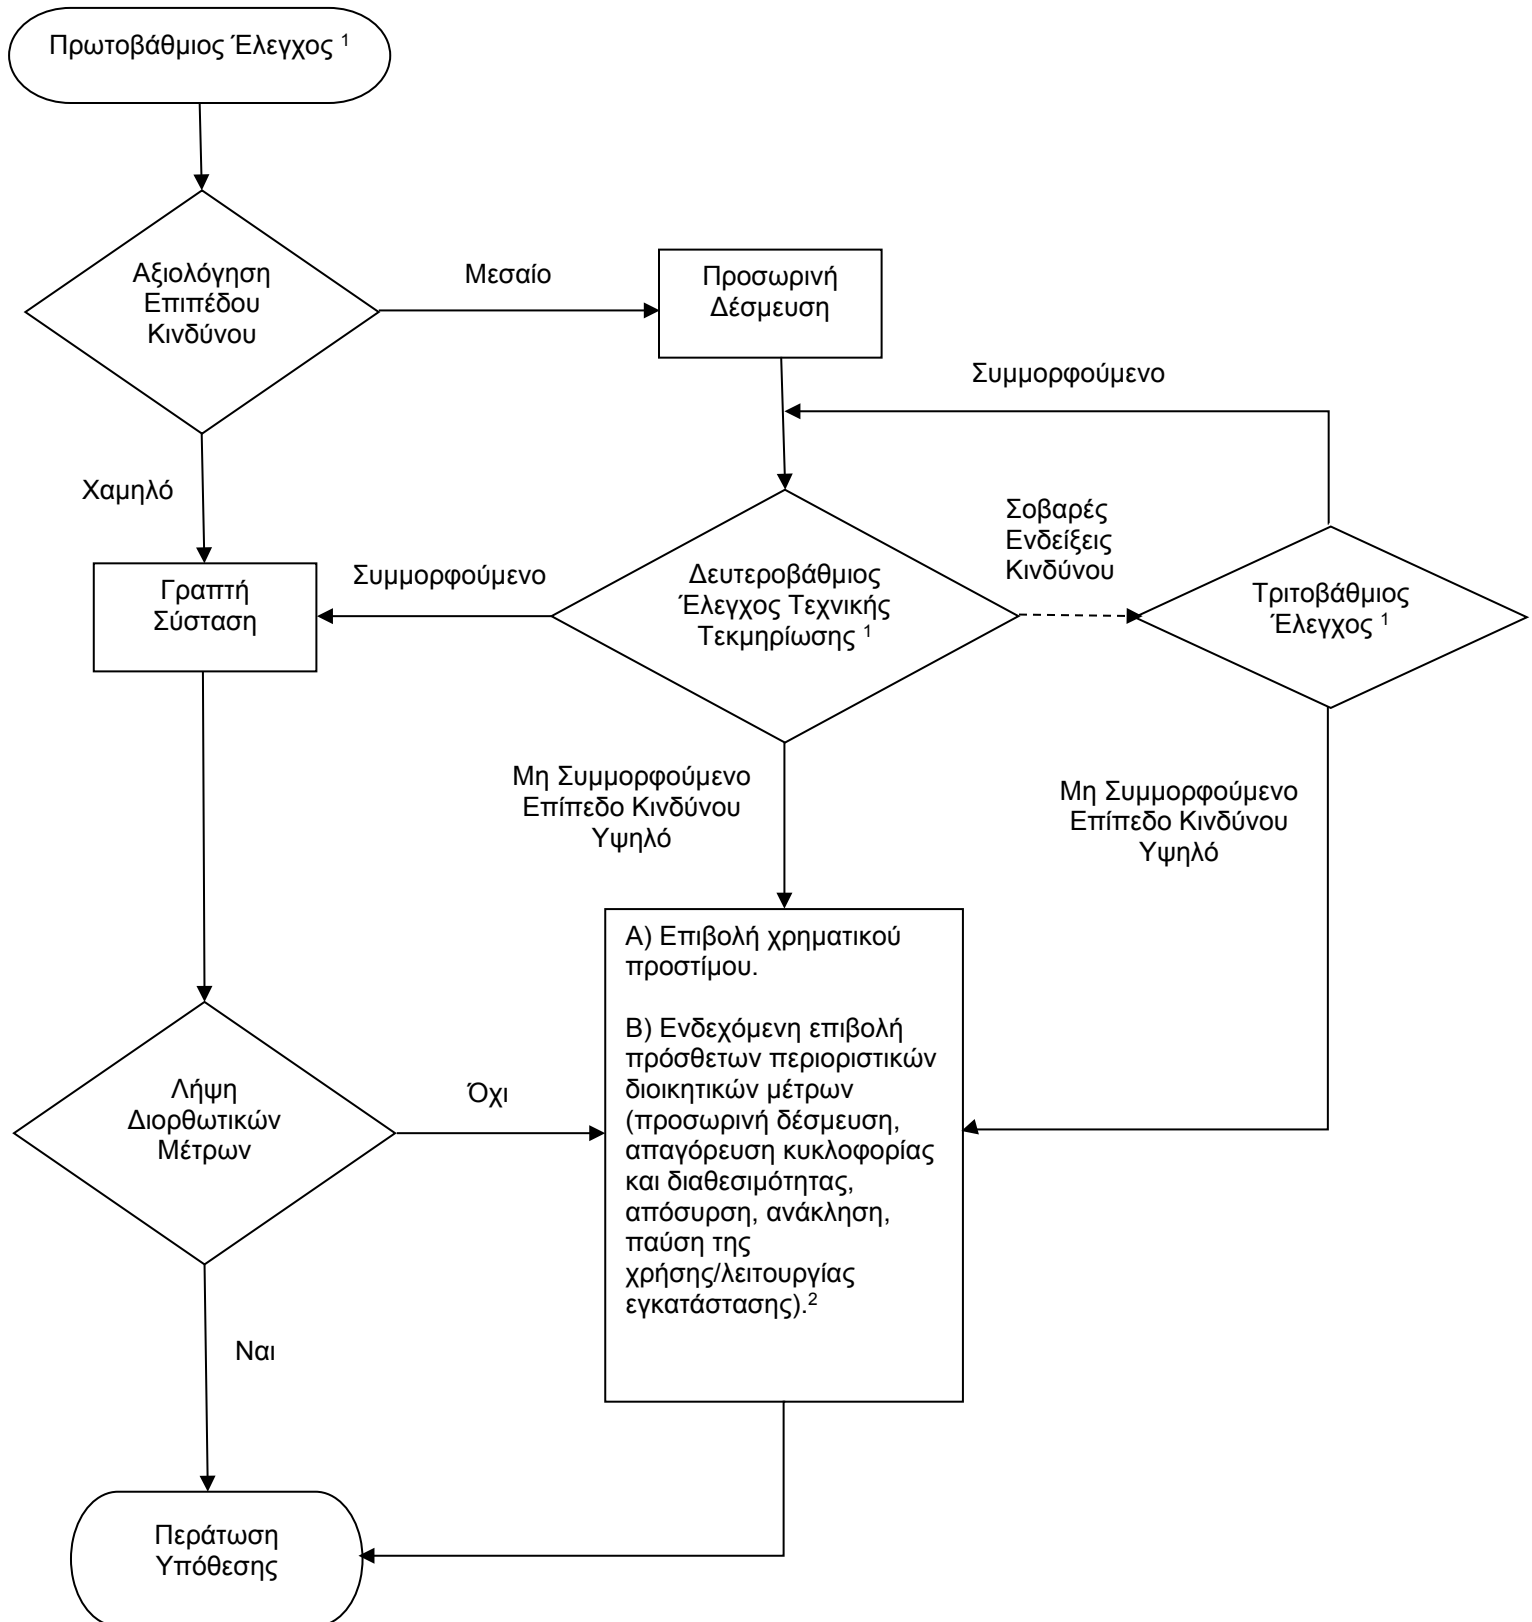 Πρωτοβάθμιος Έλεγχος ¹
Αξιολόγηση
Επιπέδου
Κινδύνου
Μεσαίο
Προσωρινή
Δέσμευση
Συμμορφούμενο
Χαμηλό
Γραπτή
Σύσταση
Συμμορφούμενο
Δευτεροβάθμιος
Έλεγχος Τεχνικής
Τεκμηρίωσης ¹
Σοβαρές
Ενδείξεις
Κινδύνου
Τριτοβάθμιος
Έλεγχος ¹
Μη Συμμορφούμενο
Επίπεδο Κινδύνου
Υψηλό
Μη Συμμορφούμενο
Επίπεδο Κινδύνου
Υψηλό
Λήψη
Διορθωτικών
Μέτρων
Όχι
Α) Επιβολή χρηματικού
προστίμου.
Β) Ενδεχόμενη επιβολή
πρόσθετων περιοριστικών
διοικητικών μέτρων
(προσωρινή δέσμευση,
απαγόρευση κυκλοφορίας
και διαθεσιμότητας,
απόσυρση, ανάκληση,
παύση της
χρήσης/λειτουργίας
εγκατάστασης).²
Ναι
Περάτωση
Υπόθεσης